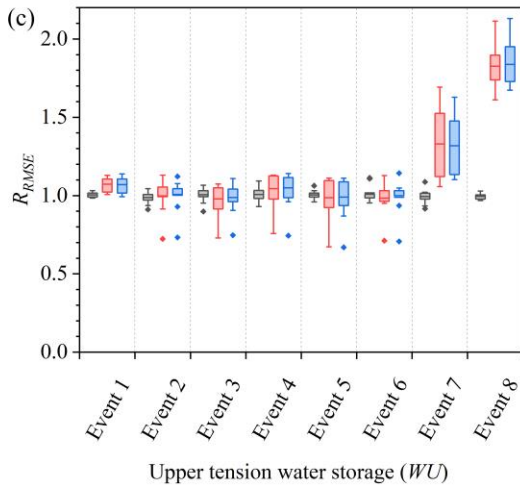 (c)
2.0
1.5
1.0
0.5
0.0
R_RMSE
Event 1
Event 2
Event 3
Event 4
Event 5
Event 6
Event 7
Event 8
Upper tension water storage (WU)